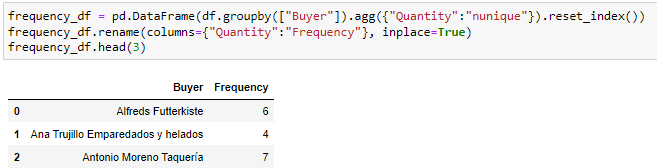 frequency_df = pd.DataFrame(df.groupby(["Buyer"]).agg({"Quantity":"nunique"}).reset_index())
frequency_df.rename(columns={"Quantity":"Frequency"}, inplace=True)
frequency_df.head(3)
Buyer Frequency
0 Alfreds Futterkiste 6
1 Ana Trujillo Emparedados y helados 4
2 Antonio Moreno Taquería 7